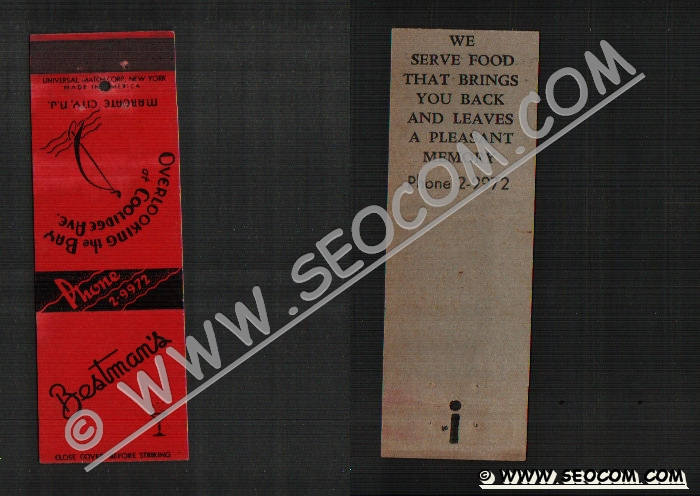 UNIVERSAL MATCH CORP., NEW YORK
MADE IN AMERICA
MARGATE CITY, N.J.
OVERLOOKING the BAY
at COOLIDGE AVE.
Phone
2-9972
Bestman's
CLOSE COVER BEFORE STRIKING
WE
SERVE FOOD
THAT BRINGS
YOU BACK
AND LEAVES
A PLEASANT
MEMORY
Phone 2-9972
i
© WWW.SEOCOM.COM
© WWW.SEOCOM.COM